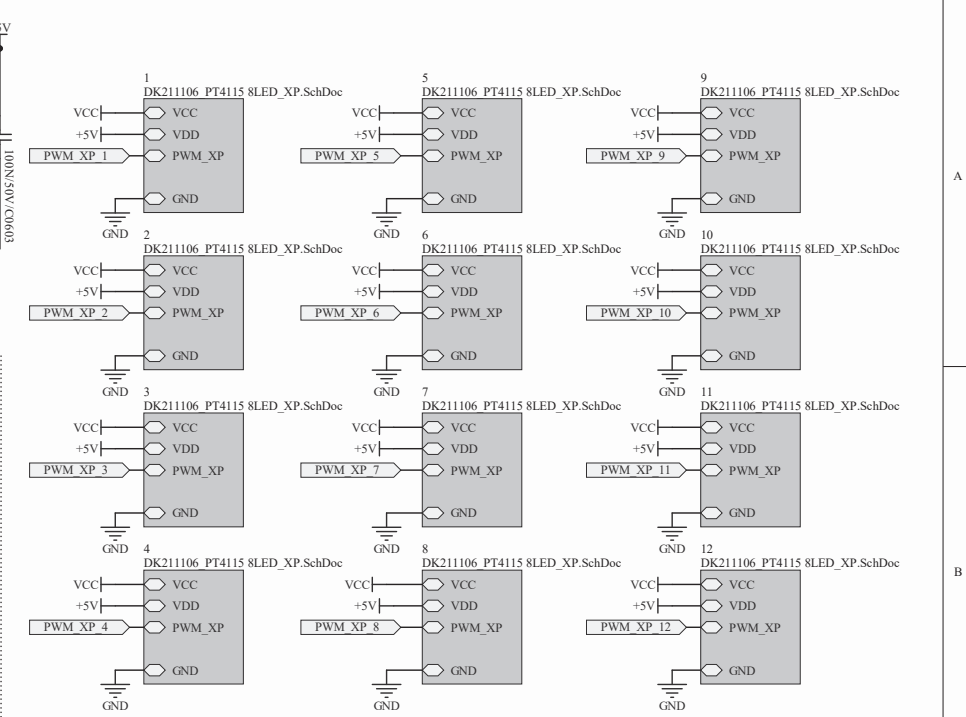 5V
100N/50V/C0603
1
DK211106_PT4115 8LED_XP.SchDoc
VCC VCC
+5V VDD
PWM_XP_1 PWM_XP
GND
GND
2
DK211106_PT4115 8LED_XP.SchDoc
VCC VCC
+5V VDD
PWM_XP_2 PWM_XP
GND
GND
3
DK211106_PT4115 8LED_XP.SchDoc
VCC VCC
+5V VDD
PWM_XP_3 PWM_XP
GND
GND
4
DK211106_PT4115 8LED_XP.SchDoc
VCC VCC
+5V VDD
PWM_XP_4 PWM_XP
GND
GND
5
DK211106_PT4115 8LED_XP.SchDoc
VCC VCC
+5V VDD
PWM_XP_5 PWM_XP
GND
GND
6
DK211106_PT4115 8LED_XP.SchDoc
VCC VCC
+5V VDD
PWM_XP_6 PWM_XP
GND
GND
7
DK211106_PT4115 8LED_XP.SchDoc
VCC VCC
+5V VDD
PWM_XP_7 PWM_XP
GND
GND
8
DK211106_PT4115 8LED_XP.SchDoc
VCC VCC
+5V VDD
PWM_XP_8 PWM_XP
GND
GND
9
DK211106_PT4115 8LED_XP.SchDoc
VCC VCC
+5V VDD
PWM_XP_9 PWM_XP
GND
GND
10
DK211106_PT4115 8LED_XP.SchDoc
VCC VCC
+5V VDD
PWM_XP_10 PWM_XP
GND
GND
11
DK211106_PT4115 8LED_XP.SchDoc
VCC VCC
+5V VDD
PWM_XP_11 PWM_XP
GND
GND
12
DK211106_PT4115 8LED_XP.SchDoc
VCC VCC
+5V VDD
PWM_XP_12 PWM_XP
GND
GND
A
B